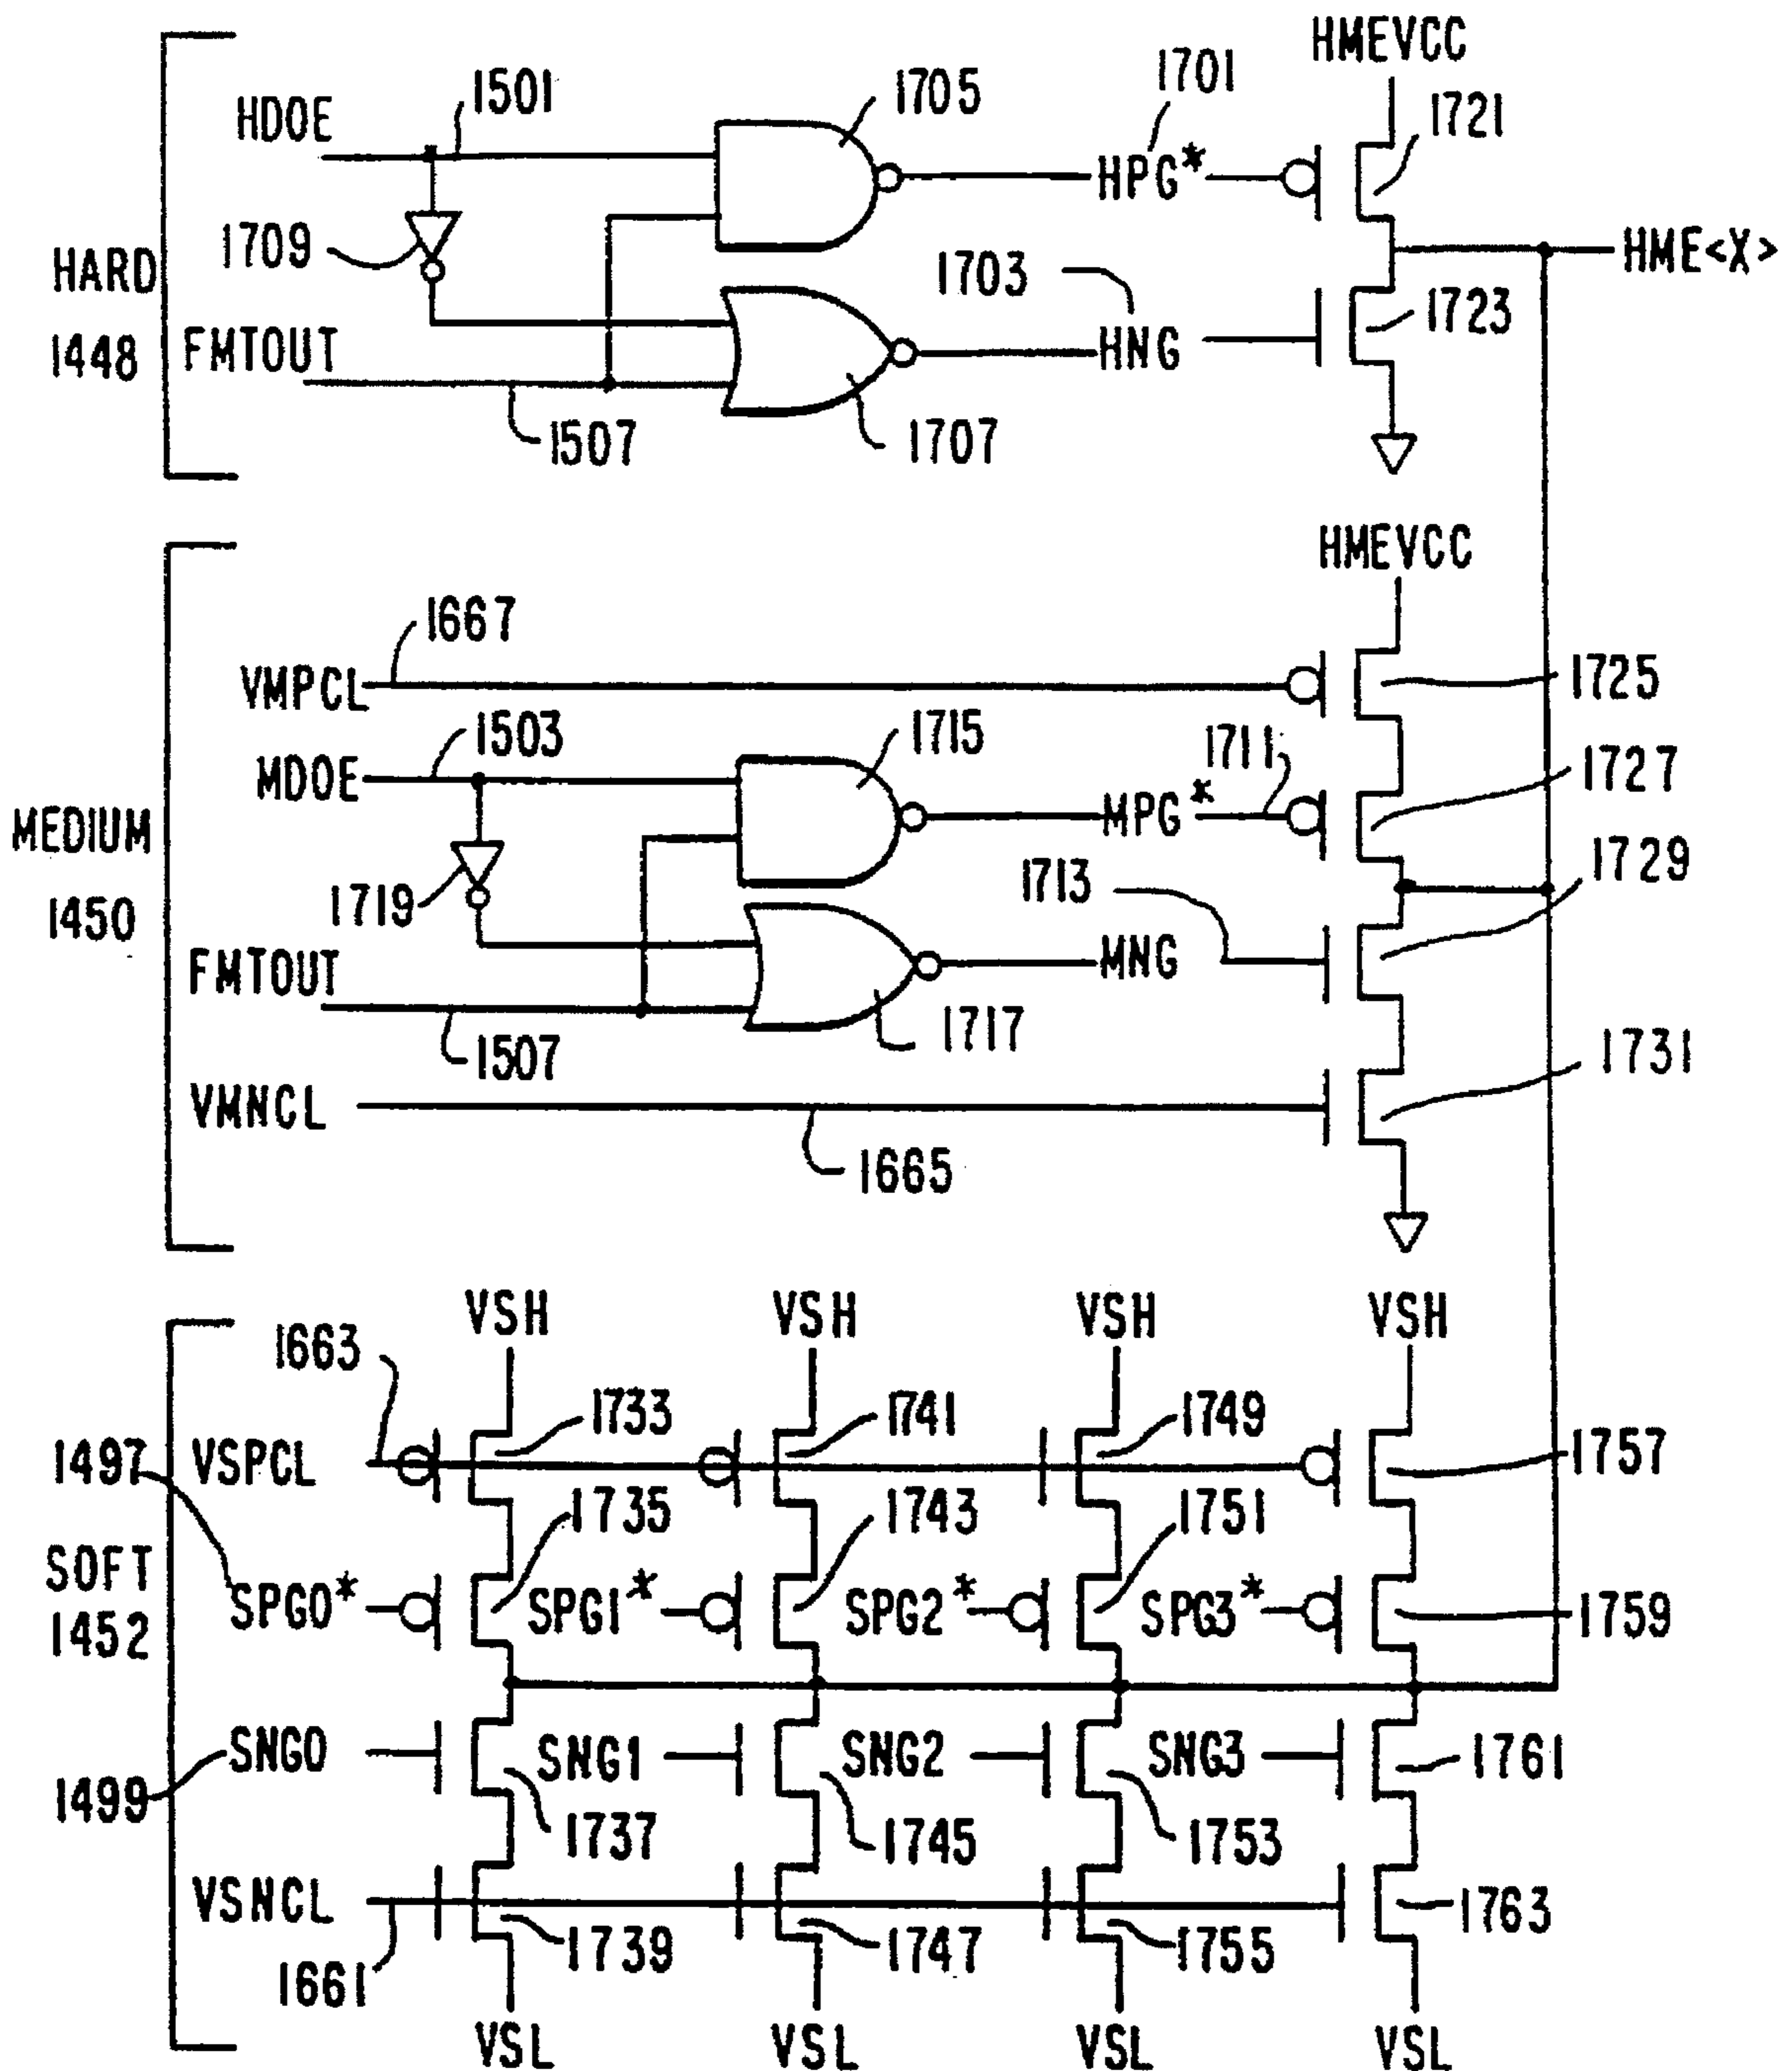 HMEVCC
1701
1501
1705
1721
HDOE
HPG*
1709
HARD
1448
1703
HME<X>
FMTOUT
HNG
1723
1507
1707
HMEVCC
1667
VMPCL
1725
1503
1715
1711
1727
MDOE
MPG*
MEDIUM
1450
1719
1713
1729
FMTOUT
MNG
1507
1717
1731
VMNCL
1665
VSH VSH VSH VSH
1663
1733 1741 1749
1497
VSPCL
1757
1735 1743 1751
SOFT
1452
SPG0* SPG1* SPG2* SPG3*
1759
SNG0 SNG1 SNG2 SNG3
1761
1499
1737 1745 1753
VSNCL
1763
1661
1739 1747 1755
VSL VSL VSL VSL